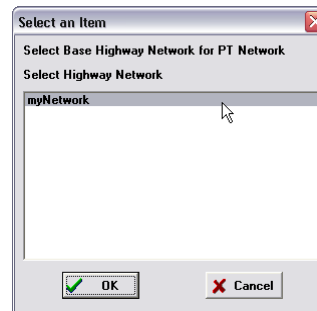 Select an Item
Select Base Highway Network for PT Network
Select Highway Network
myNetwork
OK
Cancel